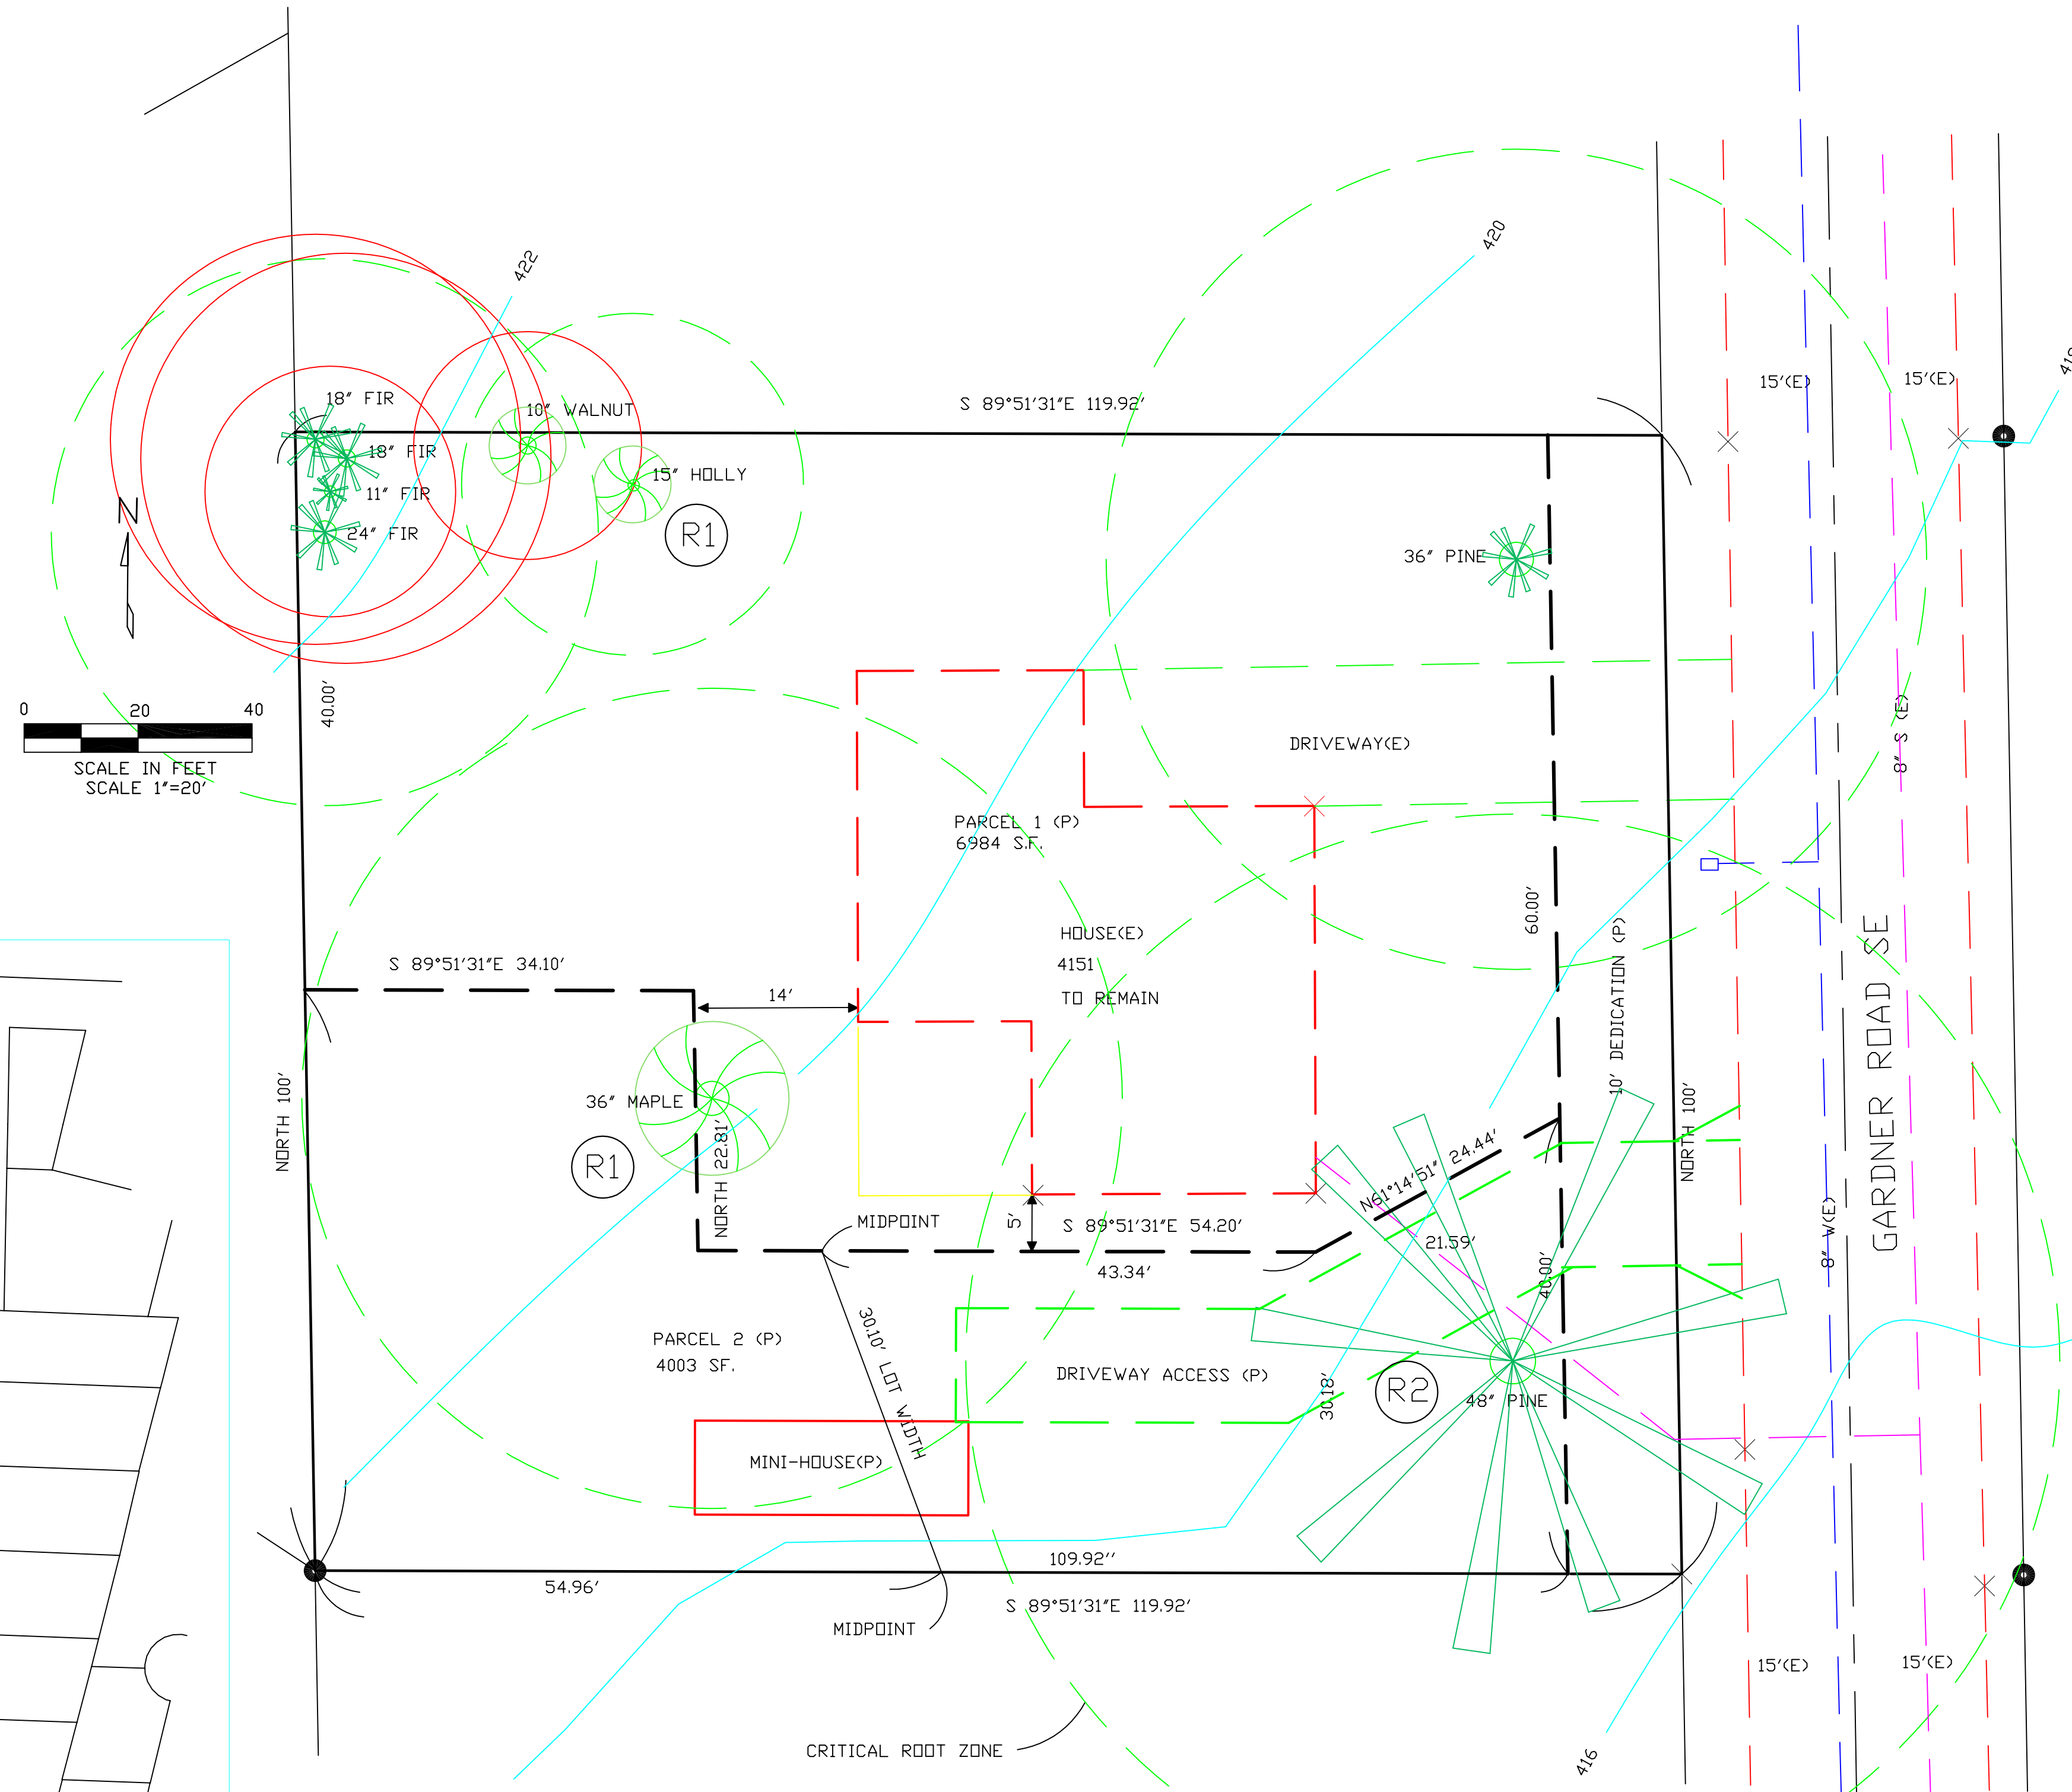 422
420
419
15'(E)
15'(E)
S 89°51'31"E 119.92'
18" FIR
10" WALNUT
18" FIR
15" HOLLY
11" FIR
24" FIR
R1
N
36" PINE
40.00'
0 20 40
SCALE IN FEET
SCALE 1"=20'
DRIVEWAY(E)
8" S (E)
PARCEL 1 (P)
6984 S.F.
60.00'
HOUSE(E)
4151
TO REMAIN
S 89°51'31"E 34.10'
14'
10' DEDICATION (P)
GARDNER ROAD SE
NORTH 100'
NORTH 100'
36" MAPLE
R1
NORTH 22.81'
N61°14'51" 24.44'
MIDPOINT
5'
S 89°51'31"E 54.20'
21.59'
8" W(E)
43.34'
40.00'
PARCEL 2 (P)
4003 SF.
30.10' LOT WIDTH
DRIVEWAY ACCESS (P)
30.18'
R2
48" PINE
MINI-HOUSE(P)
109.92''
54.96'
S 89°51'31"E 119.92'
MIDPOINT
15'(E)
15'(E)
CRITICAL ROOT ZONE
416